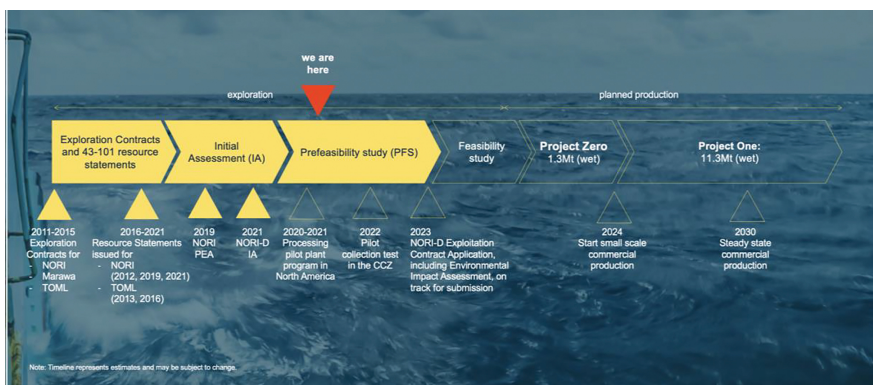 we are
here
exploration
planned production
Exploration Contracts
and 43-101 resource
statements
Initial
Assessment (IA)
Prefeasibility study (PFS)
Feasibility
study
Project Zero
1.3Mt (wet)
Project One:
11.3Mt (wet)
2011-2015
Exploration
Contracts for
- NORI
- Marawa
- TOML
2016-2021
Resource Statements
issued for
- NORI
(2012, 2019, 2021)
- TOML
(2013, 2016)
2019
NORI
PEA
2021
NORI-D
IA
2020-2021
Processing
pilot plant
program in
North America
2022
Pilot
collection test
in the CCZ
2023
NORI-D Exploitation
Contract Application,
including Environmental
Impact Assessment, on
track for submission
2024
Start small scale
commercial
production
2030
Steady state
commercial
production
Note: Timeline represents estimates and may be subject to change.